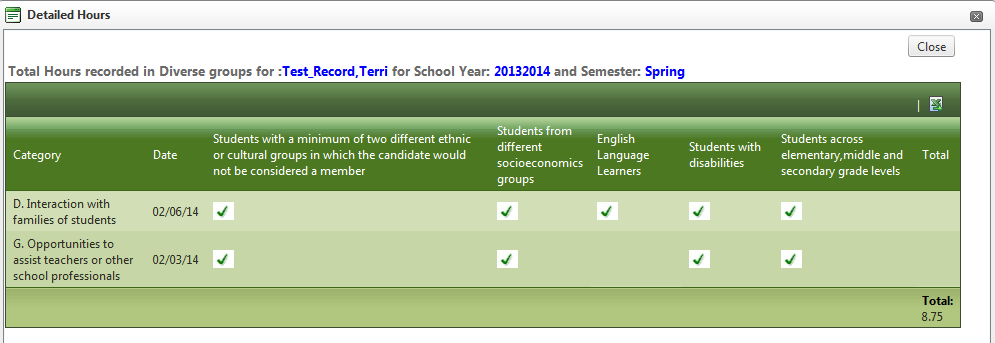 Detailed Hours
Close
Total Hours recorded in Diverse groups for :Test_Record,Terri for School Year: 20132014 and Semester: Spring
|
Category
Date
Students with a minimum of two different ethnic
or cultural groups in which the candidate would
not be considered a member
Students from
different
socioeconomics
groups
English
Language
Learners
Students with
disabilities
Students across
elementary,middle and
secondary grade levels
Total
D. Interaction with
families of students
02/06/14
G. Opportunities to
assist teachers or other
school professionals
02/03/14
Total:
8.75